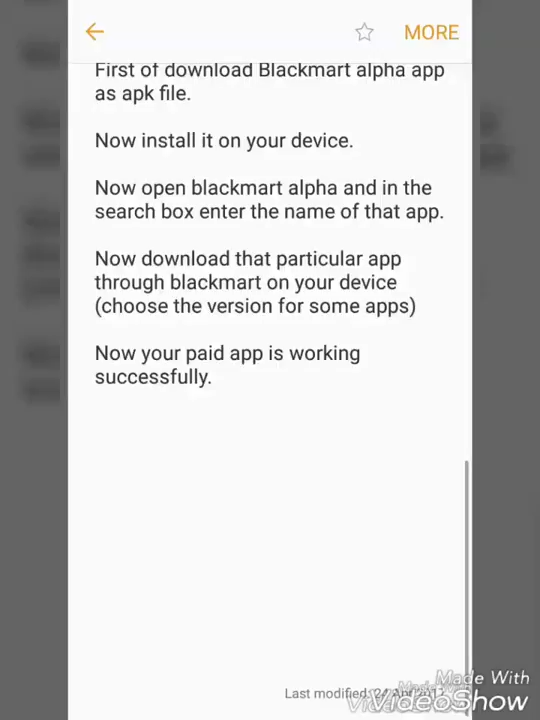 MORE
First of download Blackmart alpha app
as apk file.
Now install it on your device.
Now open blackmart alpha and in the
search box enter the name of that app.
Now download that particular app
through blackmart on your device
(choose the version for some apps)
Now your paid app is working
successfully.
Last modified: 24 Apr 2017
Made With
VideoShow